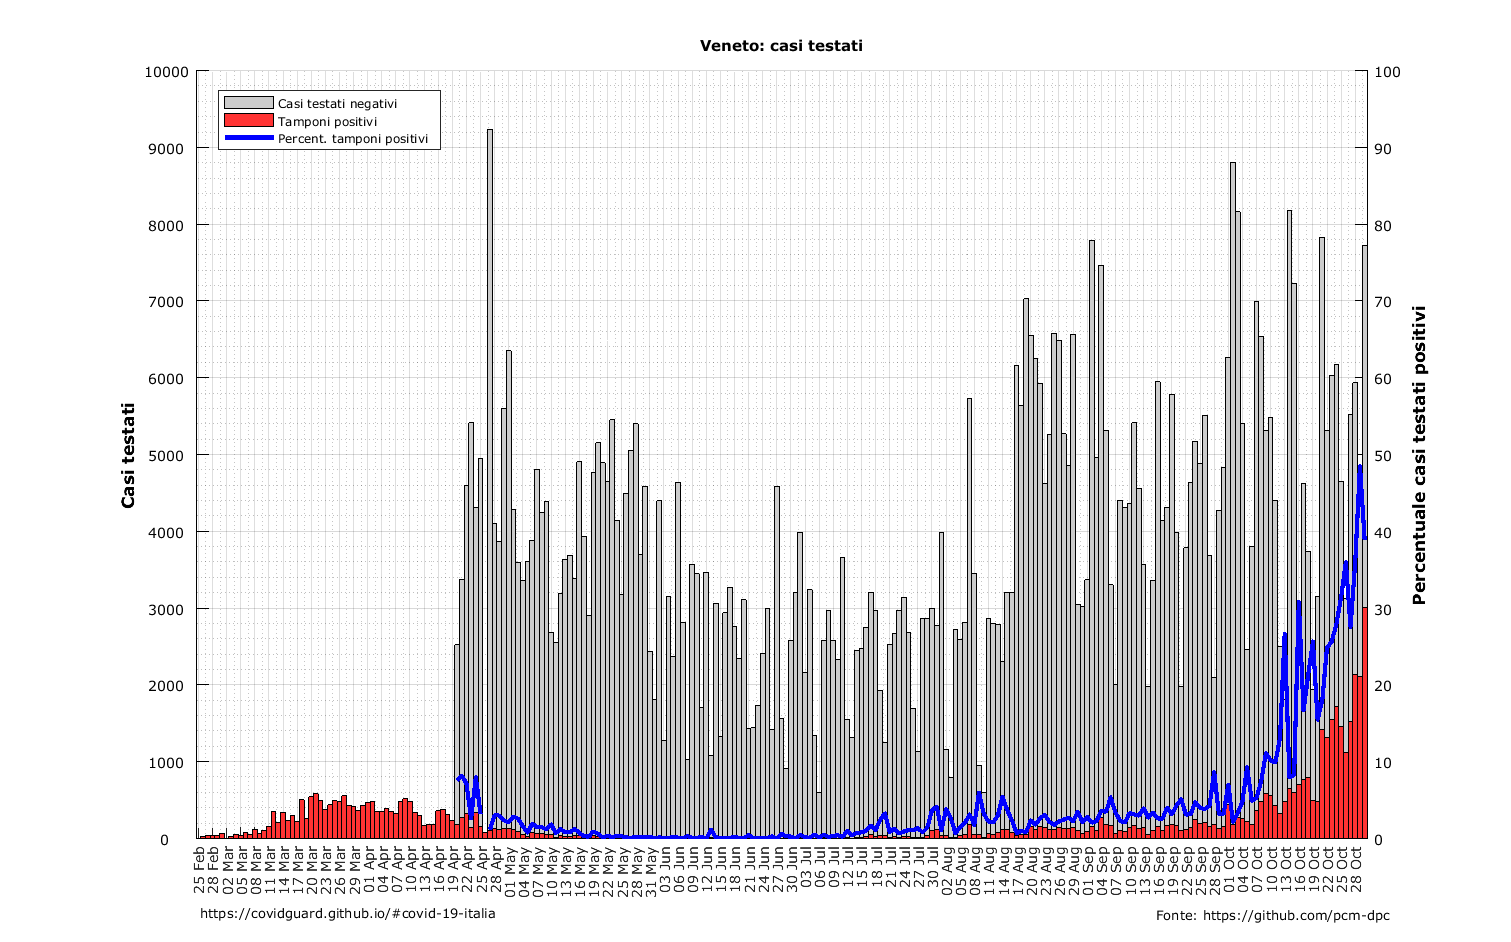 Veneto: casi testati
Casi testati negativi
Tamponi positivi
Percent. tamponi positivi
10000
9000
8000
7000
6000
5000
4000
3000
2000
1000
0
Casi testati
100
90
80
70
60
50
40
30
20
10
0
Percentuale casi testati positivi
25 Feb
28 Feb
02 Mar
05 Mar
08 Mar
11 Mar
14 Mar
17 Mar
20 Mar
23 Mar
26 Mar
29 Mar
01 Apr
04 Apr
07 Apr
10 Apr
13 Apr
16 Apr
19 Apr
22 Apr
25 Apr
28 Apr
01 May
04 May
07 May
10 May
13 May
16 May
19 May
22 May
25 May
28 May
31 May
03 Jun
06 Jun
09 Jun
12 Jun
15 Jun
18 Jun
21 Jun
24 Jun
27 Jun
30 Jun
03 Jul
06 Jul
09 Jul
12 Jul
15 Jul
18 Jul
21 Jul
24 Jul
27 Jul
30 Jul
02 Aug
05 Aug
08 Aug
11 Aug
14 Aug
17 Aug
20 Aug
23 Aug
26 Aug
29 Aug
01 Sep
04 Sep
07 Sep
10 Sep
13 Sep
16 Sep
19 Sep
22 Sep
25 Sep
28 Sep
01 Oct
04 Oct
07 Oct
10 Oct
13 Oct
16 Oct
19 Oct
22 Oct
25 Oct
28 Oct
https://covidguard.github.io/#covid-19-italia
Fonte: https://github.com/pcm-dpc